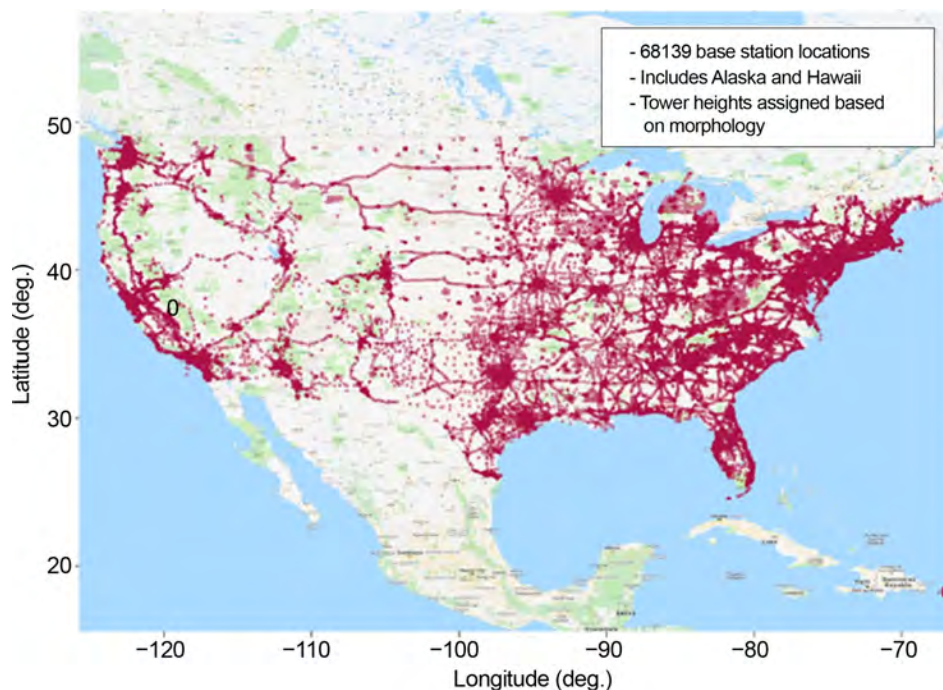 - 68139 base station locations
- Includes Alaska and Hawaii
- Tower heights assigned based
on morphology
50
40
30
20
0
Latitude (deg.)
−120
−110
−100
−90
−80
−70
Longitude (deg.)